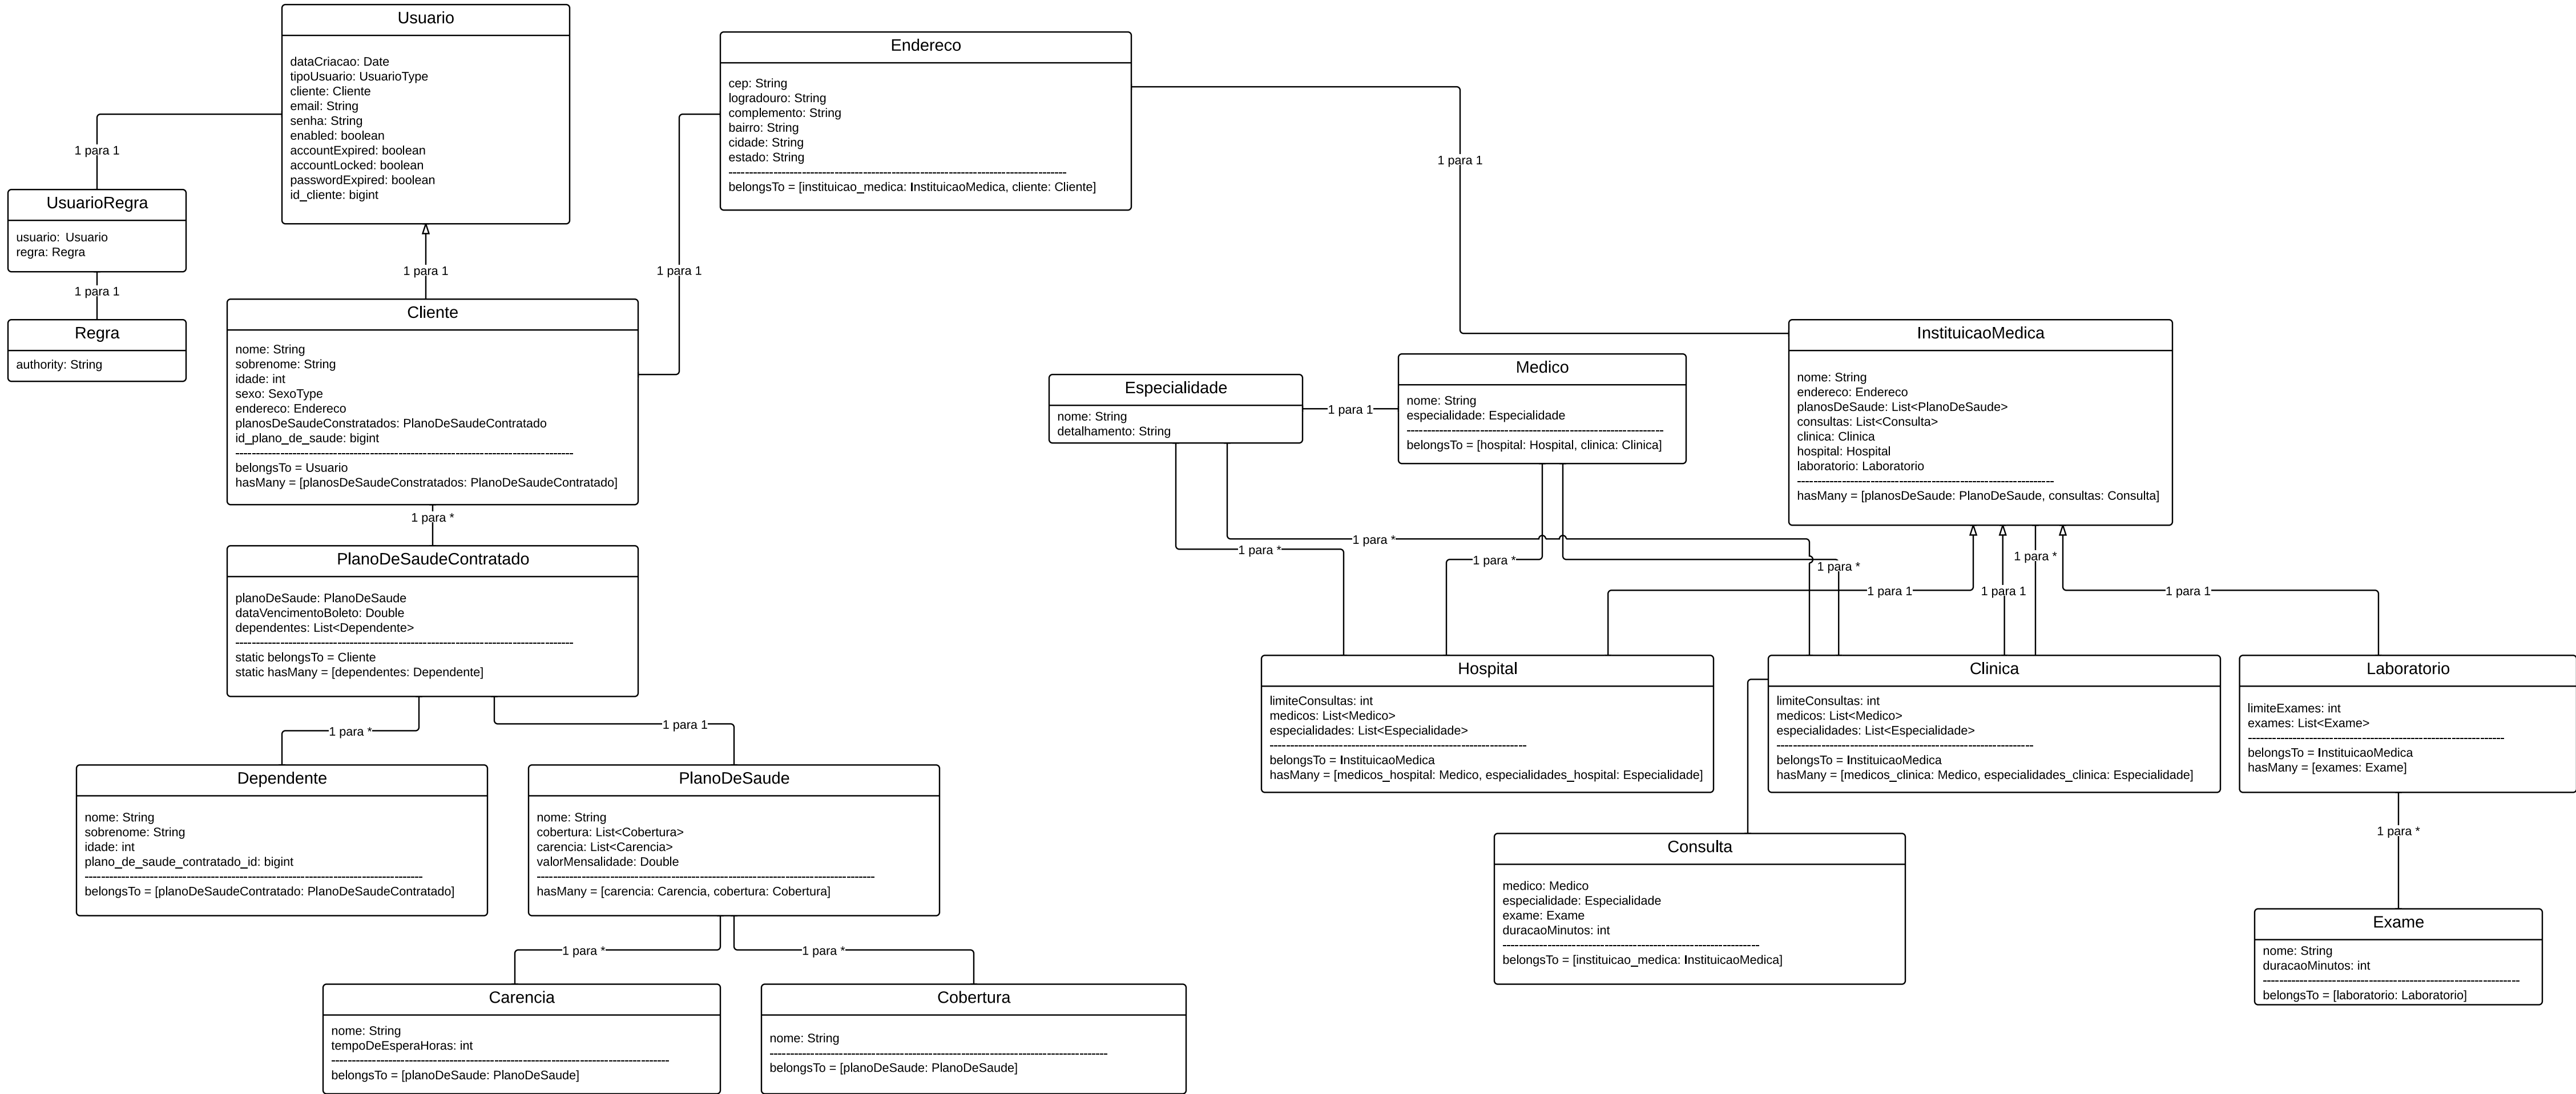 Usuario
dataCriacao: Date
tipoUsuario: UsuarioType
cliente: Cliente
email: String
senha: String
enabled: boolean
accountExpired: boolean
accountLocked: boolean
passwordExpired: boolean
id_cliente: bigint
Endereco
cep: String
logradouro: String
complemento: String
bairro: String
cidade: String
estado: String
--------------------------------------------------------------------------------
belongsTo = [instituicao_medica: InstituicaoMedica, cliente: Cliente]
1 para 1
1 para 1
UsuarioRegra
usuario: Usuario
regra: Regra
1 para 1
1 para 1
1 para 1
Regra
authority: String
Cliente
nome: String
sobrenome: String
idade: int
sexo: SexoType
endereco: Endereco
planosDeSaudeConstratados: PlanoDeSaudeContratado
id_plano_de_saude: bigint
--------------------------------------------------------------------------------
belongsTo = Usuario
hasMany = [planosDeSaudeConstratados: PlanoDeSaudeContratado]
InstituicaoMedica
nome: String
endereco: Endereco
planosDeSaude: List<PlanoDeSaude>
consultas: List<Consulta>
clinica: Clinica
hospital: Hospital
laboratorio: Laboratorio
-------------------------------------------------------------
hasMany = [planosDeSaude: PlanoDeSaude, consultas: Consulta]
Especialidade
nome: String
detalhamento: String
1 para 1
Medico
nome: String
especialidade: Especialidade
-------------------------------------------------------------
belongsTo = [hospital: Hospital, clinica: Clinica]
1 para *
PlanoDeSaudeContratado
planoDeSaude: PlanoDeSaude
dataVencimentoBoleto: Double
dependentes: List<Dependente>
--------------------------------------------------------------------------------
static belongsTo = Cliente
static hasMany = [dependentes: Dependente]
1 para *
1 para *
1 para *
1 para *
1 para *
1 para 1
1 para 1
1 para 1
Hospital
limiteConsultas: int
medicos: List<Medico>
especialidades: List<Especialidade>
-------------------------------------------------------------
belongsTo = InstituicaoMedica
hasMany = [medicos_hospital: Medico, especialidades_hospital: Especialidade]
Clinica
limiteConsultas: int
medicos: List<Medico>
especialidades: List<Especialidade>
-------------------------------------------------------------
belongsTo = InstituicaoMedica
hasMany = [medicos_clinica: Medico, especialidades_clinica: Especialidade]
Laboratorio
limiteExames: int
exames: List<Exame>
-------------------------------------------------------------
belongsTo = InstituicaoMedica
hasMany = [exames: Exame]
1 para *
1 para 1
Dependente
nome: String
sobrenome: String
idade: int
plano_de_saude_contratado_id: bigint
--------------------------------------------------------------------------------
belongsTo = [planoDeSaudeContratado: PlanoDeSaudeContratado]
PlanoDeSaude
nome: String
cobertura: List<Cobertura>
carencia: List<Carencia>
valorMensalidade: Double
--------------------------------------------------------------------------------
hasMany = [carencia: Carencia, cobertura: Cobertura]
Consulta
medico: Medico
especialidade: Especialidade
exame: Exame
duracaoMinutos: int
-------------------------------------------------------------
belongsTo = [instituicao_medica: InstituicaoMedica]
1 para *
Exame
nome: String
duracaoMinutos: int
-------------------------------------------------------------
belongsTo = [laboratorio: Laboratorio]
1 para *
1 para *
Carencia
nome: String
tempoDeEsperaHoras: int
--------------------------------------------------------------------------------
belongsTo = [planoDeSaude: PlanoDeSaude]
Cobertura
nome: String
--------------------------------------------------------------------------------
belongsTo = [planoDeSaude: PlanoDeSaude]